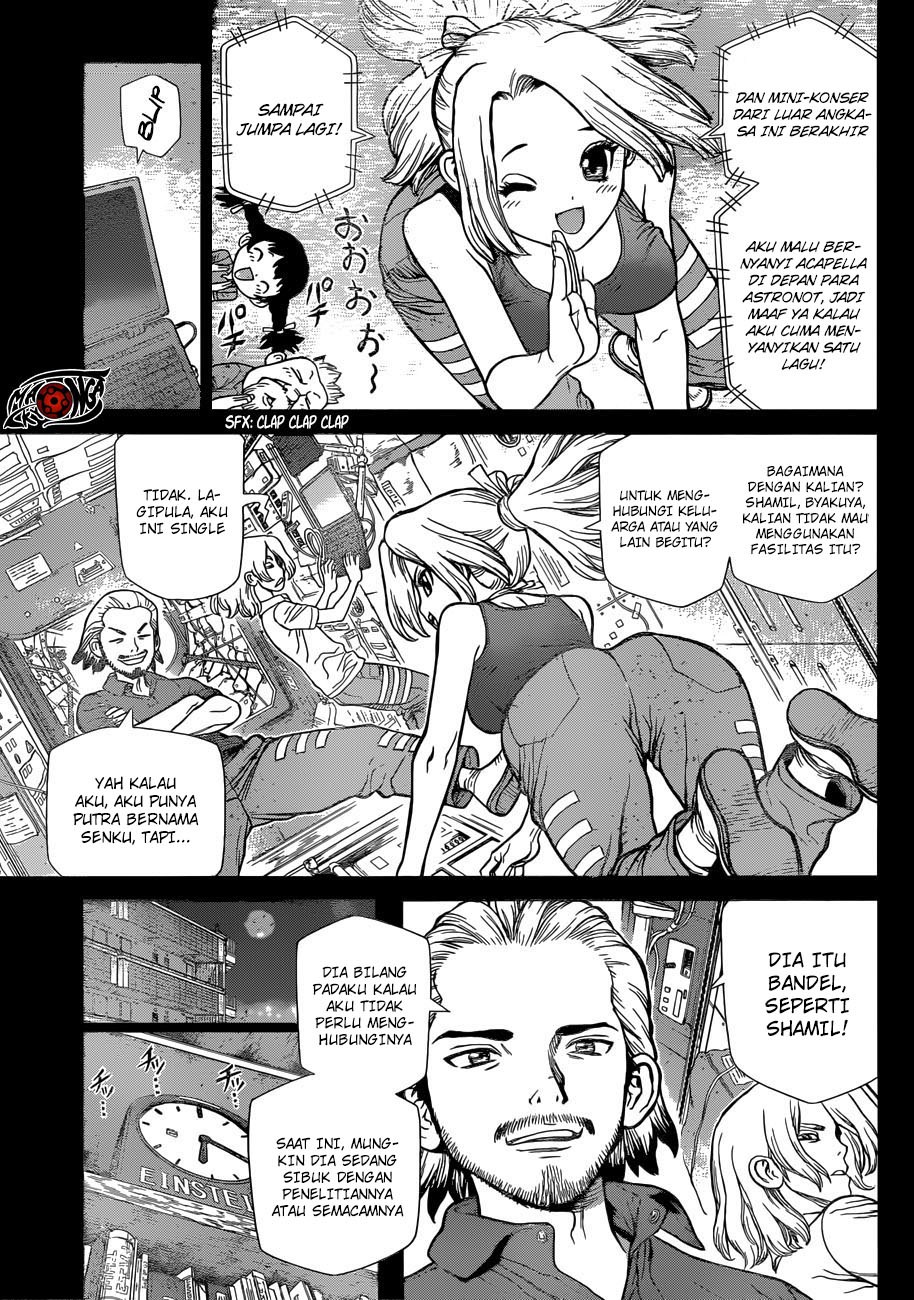 DAN MINI-KONSER
DARI LUAR ANGKA-
SA INI BERAKHIR
AKU MALU BER-
NYANYI ACAPELLA
DI DEPAN PARA
ASTRONOT, JADI
MAAF YA KALAU
AKU CUMA MEN-
YANYIKAN SATU
LAGU!
SAMPAI
JUMPA LAGI!
おおおお〜
パチパチ
BLIP
SFX: CLAP CLAP CLAP
BAGAIMANA
DENGAN KALIAN?
SHAMIL, BYAKUYA,
KALIAN TIDAK MAU
MENGGUNAKAN
FASILITAS ITU?
UNTUK MENG-
HUBUNGI KELU-
ARGA ATAU YANG
LAIN BEGITU?
TIDAK. LA-
GIPULA, AKU
INI SINGLE
YAH KALAU
AKU, AKU PUNYA
PUTRA BERNAMA
SENKU, TAPI...
DIA ITU
BANDEL,
SEPERTI
SHAMIL!
DIA BILANG
PADAKU KALAU
AKU TIDAK
PERLU MENG-
HUBUNGINYA
SAAT INI, MUNG-
KIN DIA SEDANG
SIBUK DENGAN
PENELITIANNYA
ATAU SEMACAMNYA
チッ...
チッ...
EINSTEI